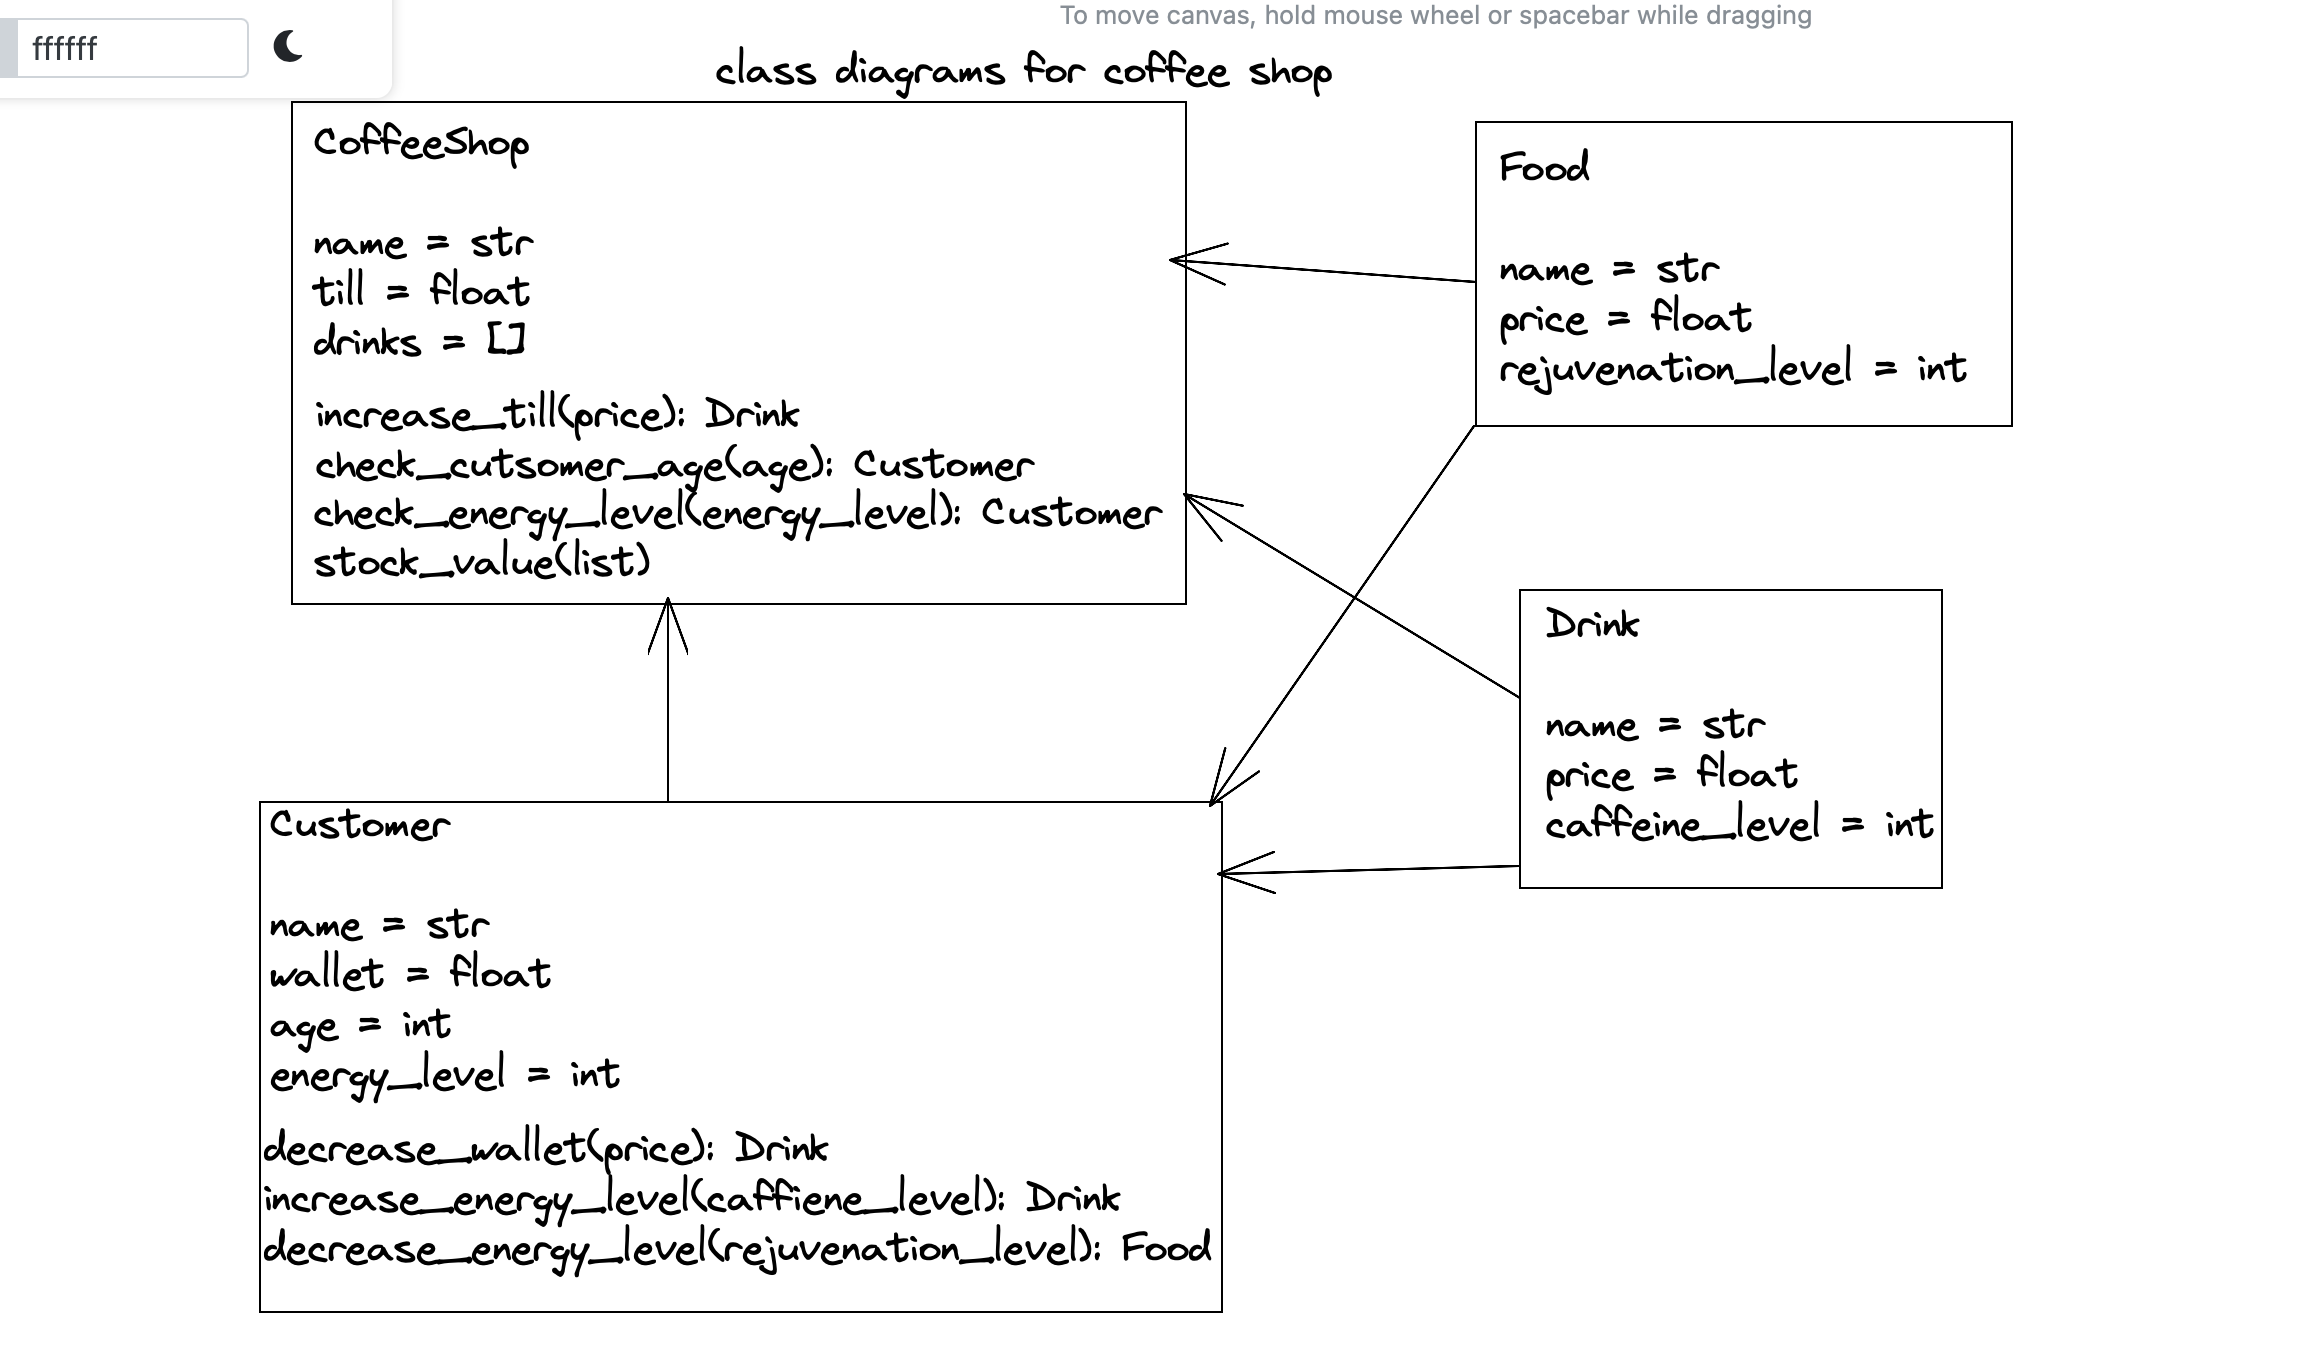 To move canvas, hold mouse wheel or spacebar while dragging
ffffff
class diagrams for coffee shop
CoffeeShop
name = str
till = float
drinks = []
increase_till(price): Drink
check_cutsomer_age(age): Customer
check_energy_level(energy_level): Customer
stock_value(list)
Food
name = str
price = float
rejuvenation_level = int
Drink
name = str
price = float
caffeine_level = int
Customer
name = str
wallet = float
age = int
energy_level = int
decrease_wallet(price): Drink
increase_energy_level(caffiene_level): Drink
decrease_energy_level(rejuvenation_level): Food